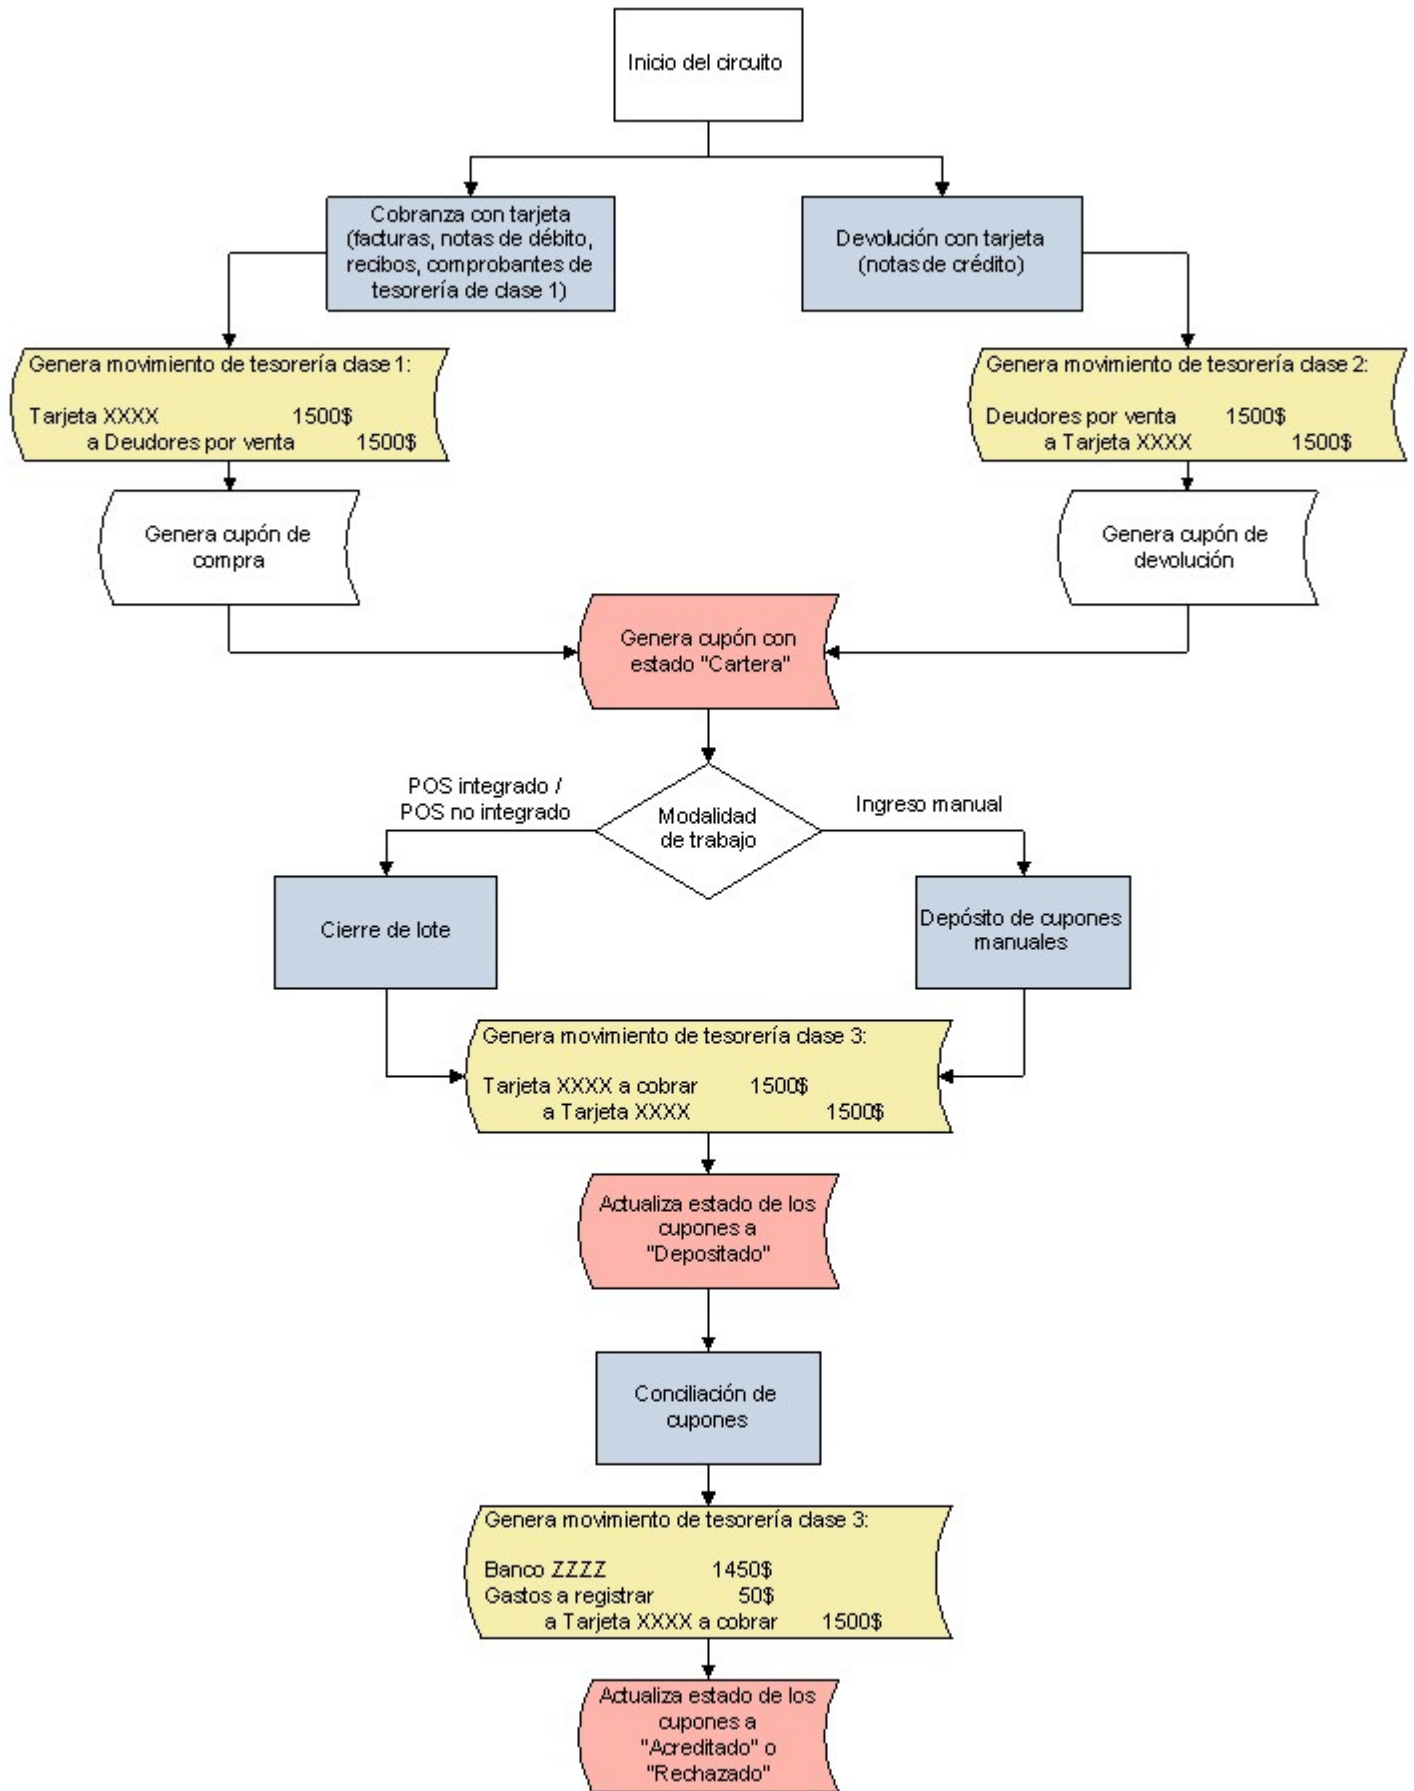 Inicio del circuito
Cobranza con tarjeta
(facturas, notas de débito,
recibos, comprobantes de
tesorería de clase 1)
Devolución con tarjeta
(notas de crédito)
Genera movimiento de tesorería clase 1:
Tarjeta XXXX 1500$
a Deudores por venta 1500$
Genera movimiento de tesorería clase 2:
Deudores por venta 1500$
a Tarjeta XXXX 1500$
Genera cupón de
compra
Genera cupón de
devolución
Genera cupón con
estado "Cartera"
POS integrado /
POS no integrado
Modalidad
de trabajo
Ingreso manual
Cierre de lote
Depósito de cupones
manuales
Genera movimiento de tesorería clase 3:
Tarjeta XXXX a cobrar 1500$
a Tarjeta XXXX 1500$
Actualiza estado de los
cupones a
"Depositado"
Conciliación de
cupones
Genera movimiento de tesorería clase 3:
Banco ZZZZ 1450$
Gastos a registrar 50$
a Tarjeta XXXX a cobrar 1500$
Actualiza estado de los
cupones a
"Acreditado" o
"Rechazado"